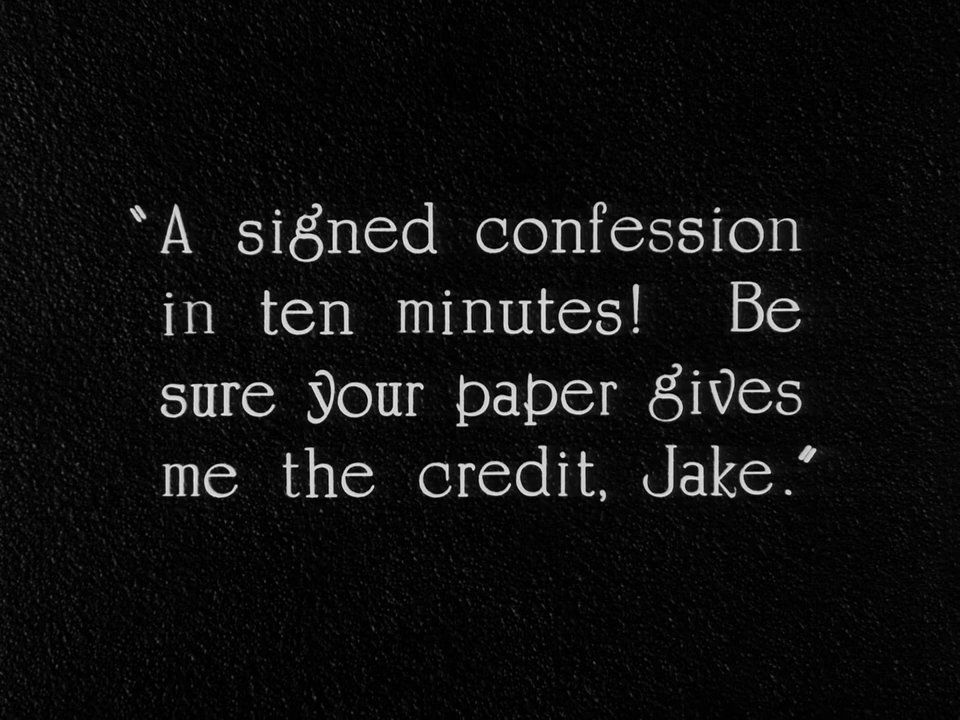 "A signed confession
in ten minutes!  Be
sure your paper gives
me the credit, Jake."